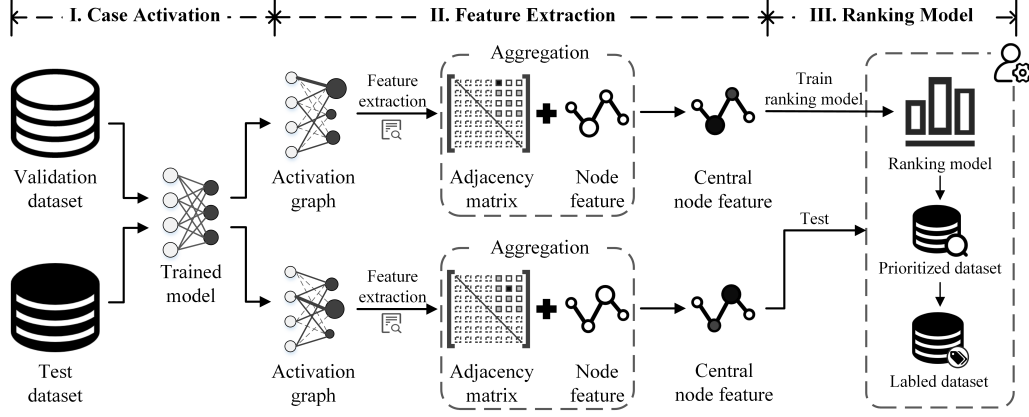 I. Case Activation
II. Feature Extraction
III. Ranking Model
Validation
dataset
Test
dataset
Trained
model
Activation
graph
Feature
extraction
Aggregation
Adjacency
matrix
Node
feature
Central
node feature
Train
ranking model
Activation
graph
Feature
extraction
Aggregation
Adjacency
matrix
Node
feature
Central
node feature
Test
Ranking model
Prioritized dataset
Labled dataset